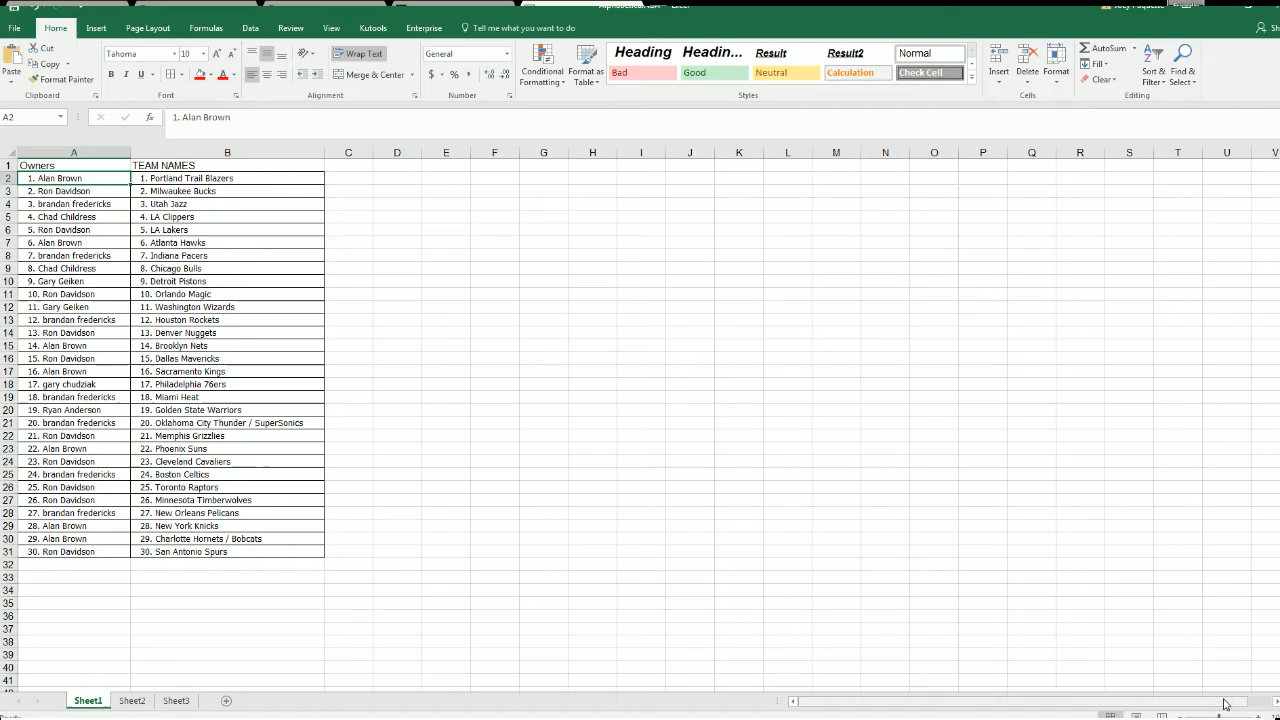 File Home Insert Page Layout Formulas Data Review View Kutools Enterprise Tell me what you want to do
Cut
Copy
Format Painter
Paste
Clipboard
Tahoma 10
B I U
Font
Wrap Text
Merge & Center
Alignment
General
$ % ,
Number
Conditional Formatting
Format as Table
Heading Headin... Result Result2 Normal
Bad Good Neutral Calculation Check Cell
Styles
Insert Delete Format
Cells
AutoSum
Fill
Clear
Sort & Filter
Find & Select
Editing
A2 fx 1. Alan Brown
A B C D E F G H I J K L M N O P Q R S T U V
1 Owners TEAM NAMES
2 1. Alan Brown 1. Portland Trail Blazers
3 2. Ron Davidson 2. Milwaukee Bucks
4 3. brandan fredericks 3. Utah Jazz
5 4. Chad Childress 4. LA Clippers
6 5. Ron Davidson 5. LA Lakers
7 6. Alan Brown 6. Atlanta Hawks
8 7. brandan fredericks 7. Indiana Pacers
9 8. Chad Childress 8. Chicago Bulls
10 9. Gary Geiken 9. Detroit Pistons
11 10. Ron Davidson 10. Orlando Magic
12 11. Gary Geiken 11. Washington Wizards
13 12. brandan fredericks 12. Houston Rockets
14 13. Ron Davidson 13. Denver Nuggets
15 14. Alan Brown 14. Brooklyn Nets
16 15. Ron Davidson 15. Dallas Mavericks
17 16. Alan Brown 16. Sacramento Kings
18 17. gary chudziak 17. Philadelphia 76ers
19 18. brandan fredericks 18. Miami Heat
20 19. Ryan Anderson 19. Golden State Warriors
21 20. brandan fredericks 20. Oklahoma City Thunder / SuperSonics
22 21. Ron Davidson 21. Memphis Grizzlies
23 22. Alan Brown 22. Phoenix Suns
24 23. Ron Davidson 23. Cleveland Cavaliers
25 24. brandan fredericks 24. Boston Celtics
26 25. Ron Davidson 25. Toronto Raptors
27 26. Ron Davidson 26. Minnesota Timberwolves
28 27. brandan fredericks 27. New Orleans Pelicans
29 28. Alan Brown 28. New York Knicks
30 29. Alan Brown 29. Charlotte Hornets / Bobcats
31 30. Ron Davidson 30. San Antonio Spurs
32
33
34
35
36
37
38
39
40
41
Sheet1 Sheet2 Sheet3